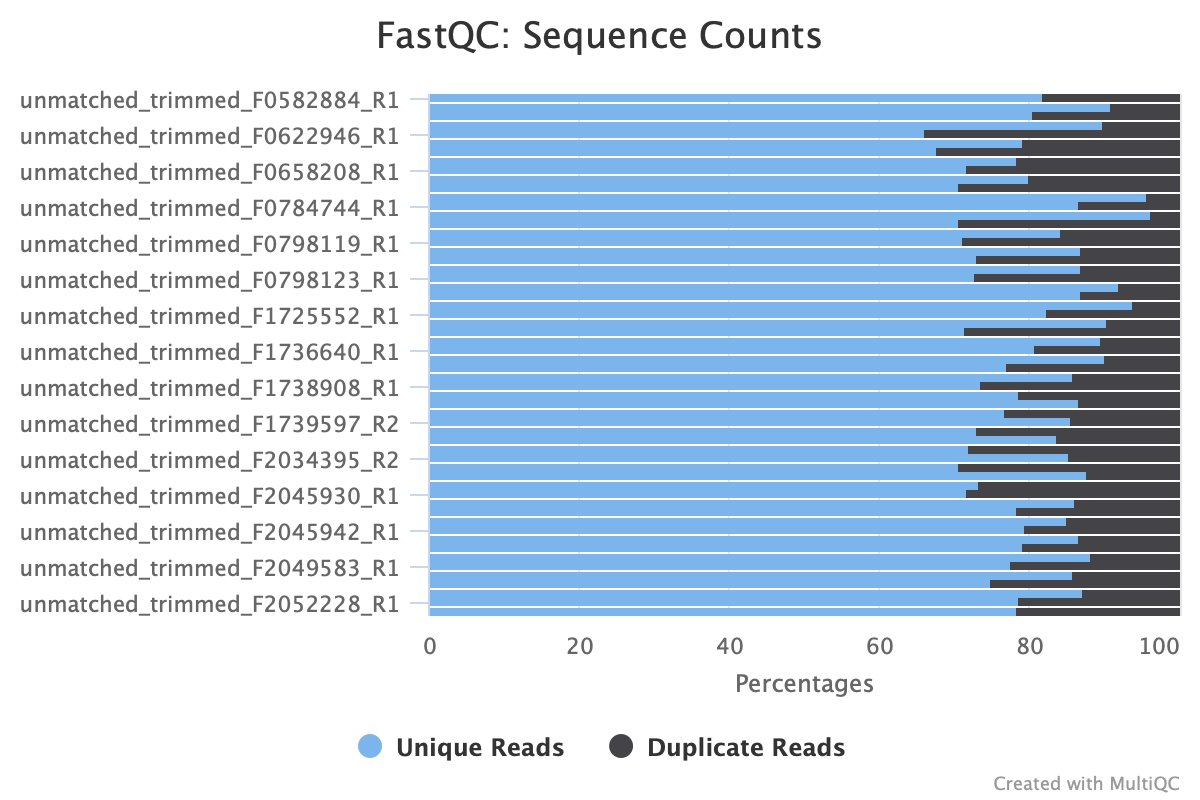 FastQC: Sequence Counts
unmatched_trimmed_F0582884_R1
unmatched_trimmed_F0622946_R1
unmatched_trimmed_F0658208_R1
unmatched_trimmed_F0784744_R1
unmatched_trimmed_F0798119_R1
unmatched_trimmed_F0798123_R1
unmatched_trimmed_F1725552_R1
unmatched_trimmed_F1736640_R1
unmatched_trimmed_F1738908_R1
unmatched_trimmed_F1739597_R2
unmatched_trimmed_F2034395_R2
unmatched_trimmed_F2045930_R1
unmatched_trimmed_F2045942_R1
unmatched_trimmed_F2049583_R1
unmatched_trimmed_F2052228_R1
0 20 40 60 80 100
Percentages
Unique Reads Duplicate Reads
Created with MultiQC